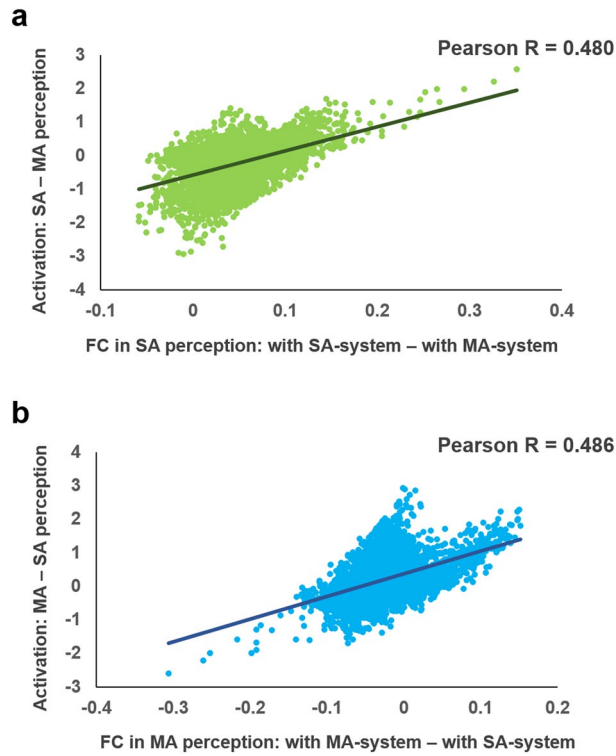 a
Pearson R = 0.480
Activation: SA – MA perception
3
2
1
0
-1
-2
-3
-4
-0.1 0 0.1 0.2 0.3 0.4
FC in SA perception: with SA-system – with MA-system
b
Pearson R = 0.486
Activation: MA – SA perception
4
3
2
1
0
-1
-2
-3
-0.4 -0.3 -0.2 -0.1 0 0.1 0.2
FC in MA perception: with MA-system – with SA-system